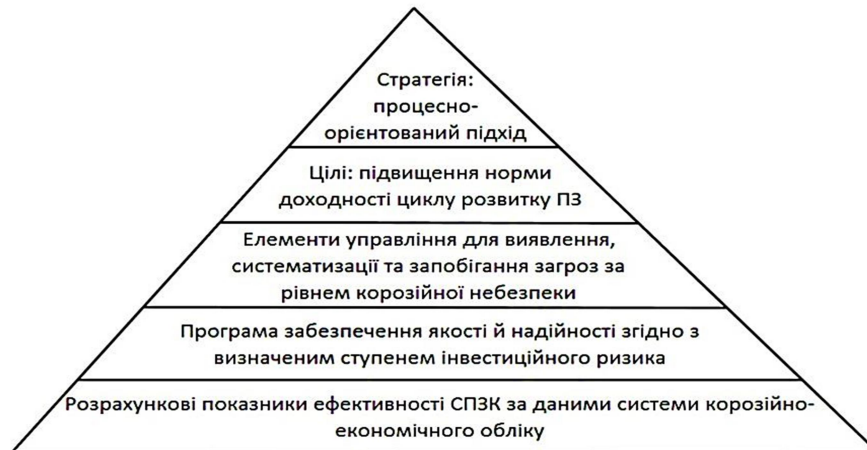 Стратегія:
процесно-
орієнтований підхід
Цілі: підвищення норми
доходності циклу розвитку ПЗ
Елементи управління для виявлення,
систематизації та запобігання загроз за
рівнем корозійної небезпеки
Програма забезпечення якості й надійності згідно з
визначеним ступенем інвестиційного ризика
Розрахункові показники ефективності СПЗК за даними системи корозійно-
економічного обліку